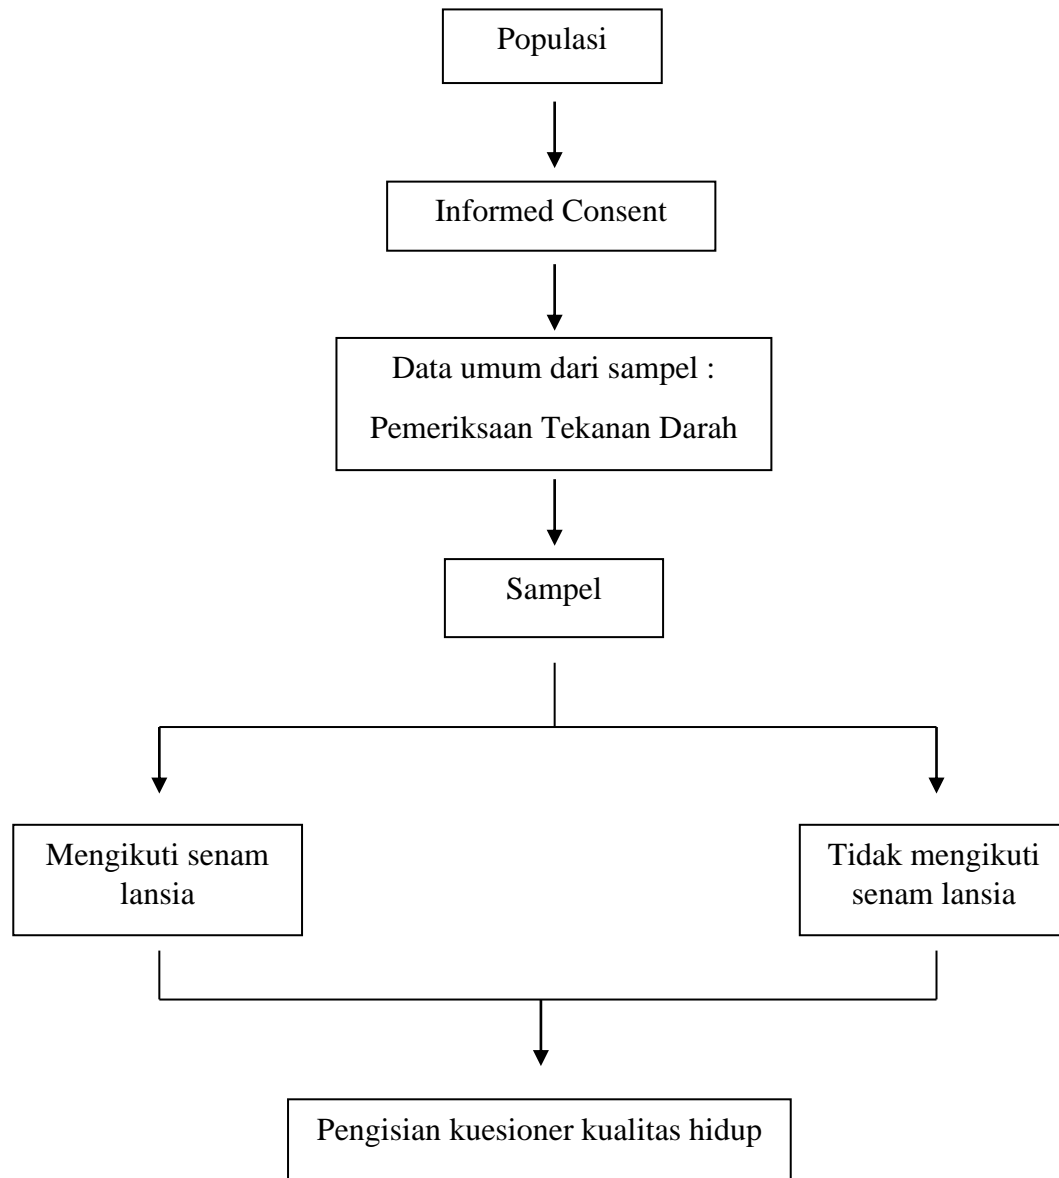 Populasi
Informed Consent
Data umum dari sampel :
Pemeriksaan Tekanan Darah
Sampel
Mengikuti senam
lansia
Tidak mengikuti
senam lansia
Pengisian kuesioner kualitas hidup